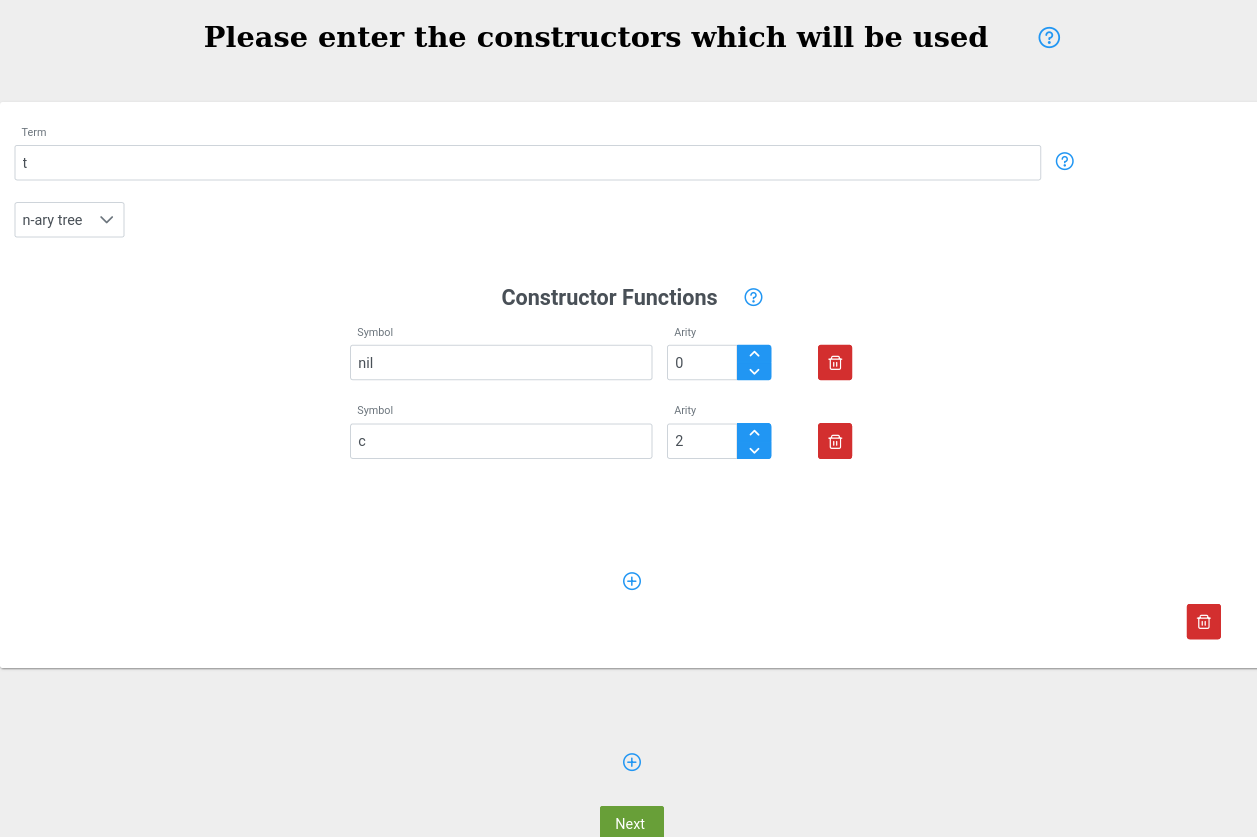 Please enter the constructors which will be used
Term
t
n-ary tree
Constructor Functions
Symbol Arity
nil 0
Symbol Arity
c 2
Next